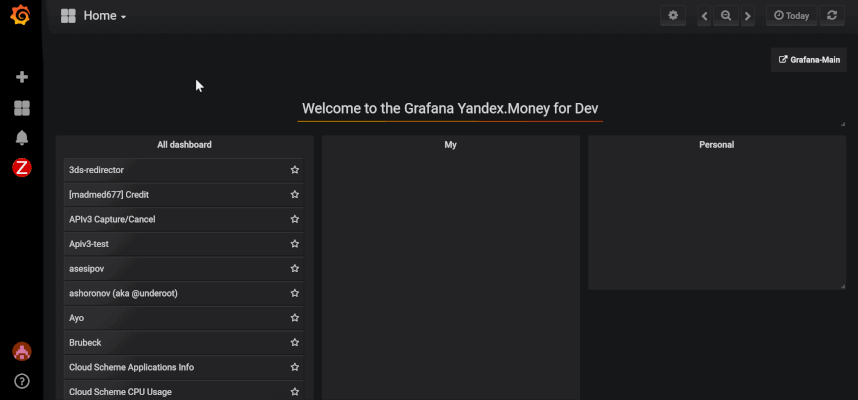 Home
Today
Grafana-Main
Welcome to the Grafana Yandex.Money for Dev
All dashboard
My
Personal
3ds-redirector
[madmed677] Credit
APIv3 Capture/Cancel
Apiv3-test
asesipov
ashoronov (aka @underoot)
Ayo
Brubeck
Cloud Scheme Applications Info
Cloud Scheme CPU Usage
Z
?